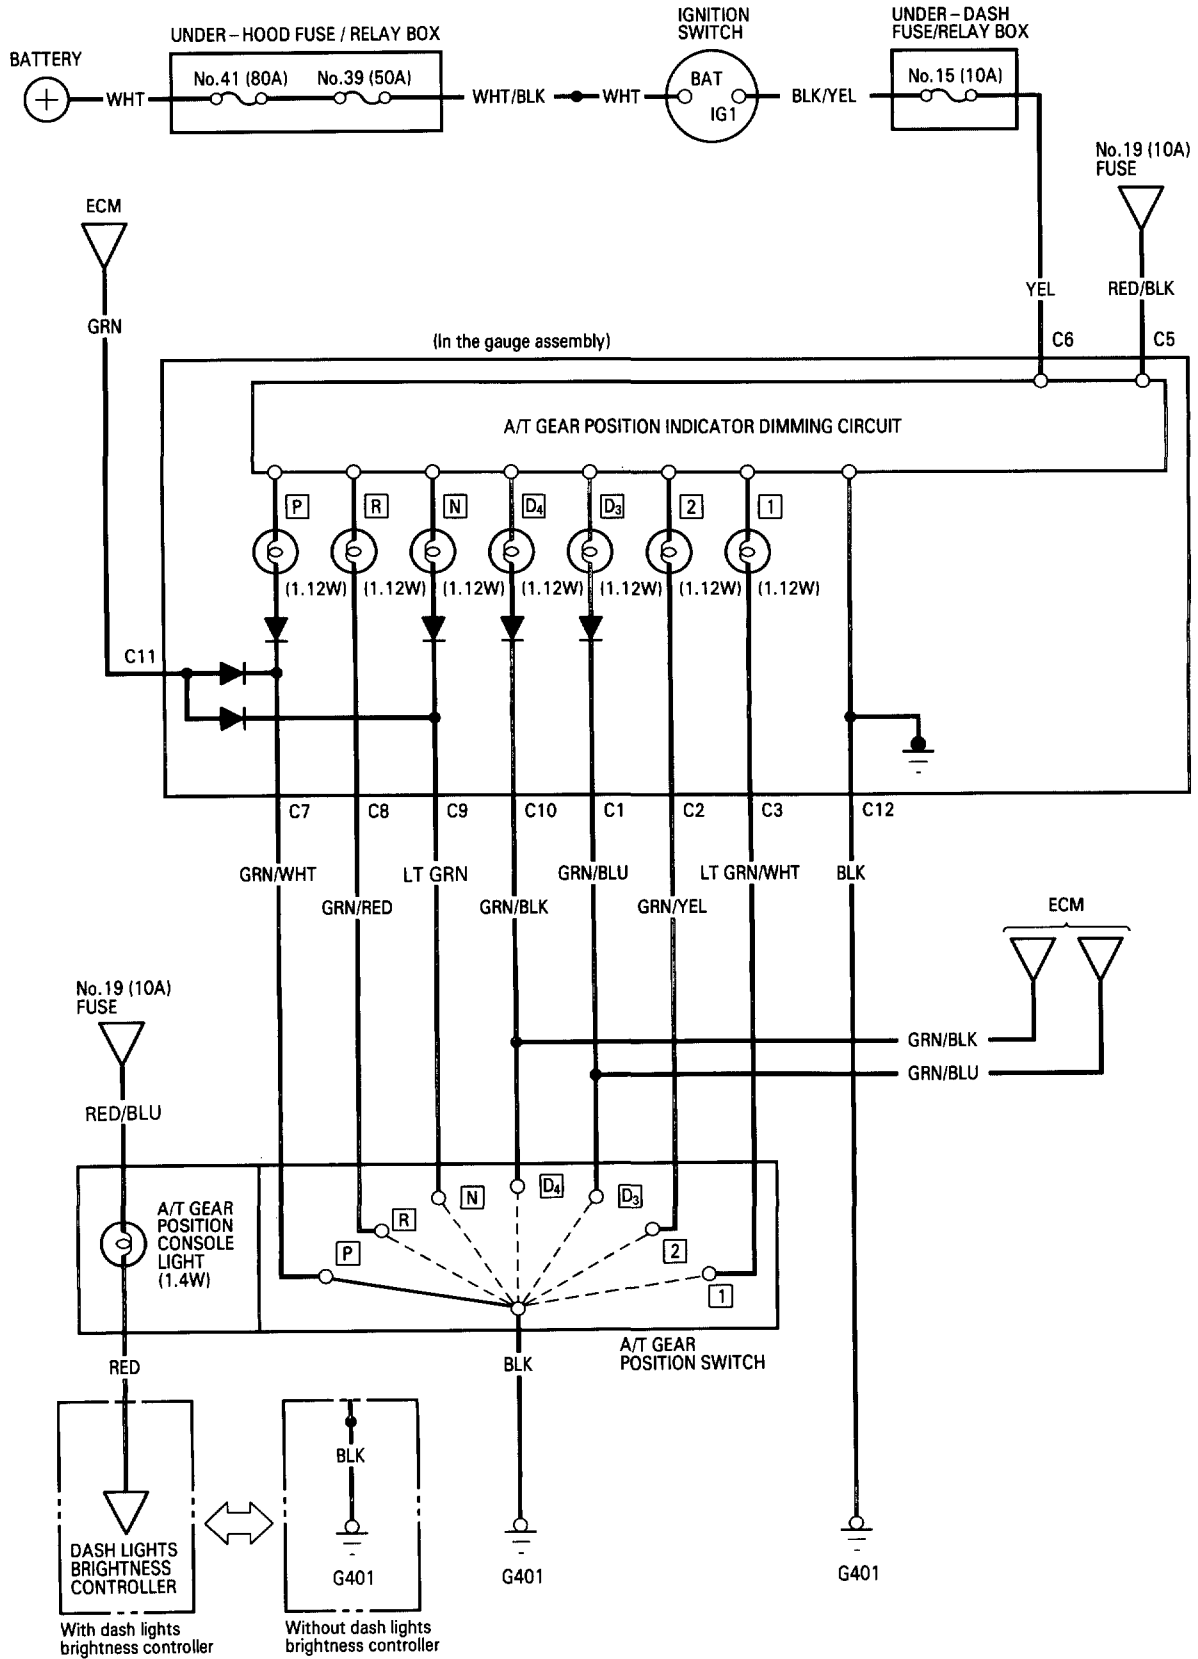 BATTERY
UNDER-HOOD FUSE / RELAY BOX
No.41 (80A)
No.39 (50A)
WHT
WHT/BLK
WHT
IGNITION
SWITCH
BAT
IG1
BLK/YEL
UNDER-DASH
FUSE/RELAY BOX
No.15 (10A)
No.19 (10A)
FUSE
ECM
GRN
YEL
RED/BLK
(In the gauge assembly)
C6
C5
A/T GEAR POSITION INDICATOR DIMMING CIRCUIT
P
R
N
D4
D3
2
1
(1.12W)
(1.12W)
(1.12W)
(1.12W)
(1.12W)
(1.12W)
(1.12W)
C11
C7
C8
C9
C10
C1
C2
C3
C12
GRN/WHT
LT GRN
GRN/BLU
LT GRN/WHT
BLK
GRN/RED
GRN/BLK
GRN/YEL
ECM
GRN/BLK
GRN/BLU
No.19 (10A)
FUSE
RED/BLU
A/T GEAR
POSITION
CONSOLE
LIGHT
(1.4W)
P
R
N
D4
D3
2
1
A/T GEAR
POSITION SWITCH
RED
BLK
BLK
DASH LIGHTS
BRIGHTNESS
CONTROLLER
G401
G401
G401
With dash lights
brightness controller
Without dash lights
brightness controller